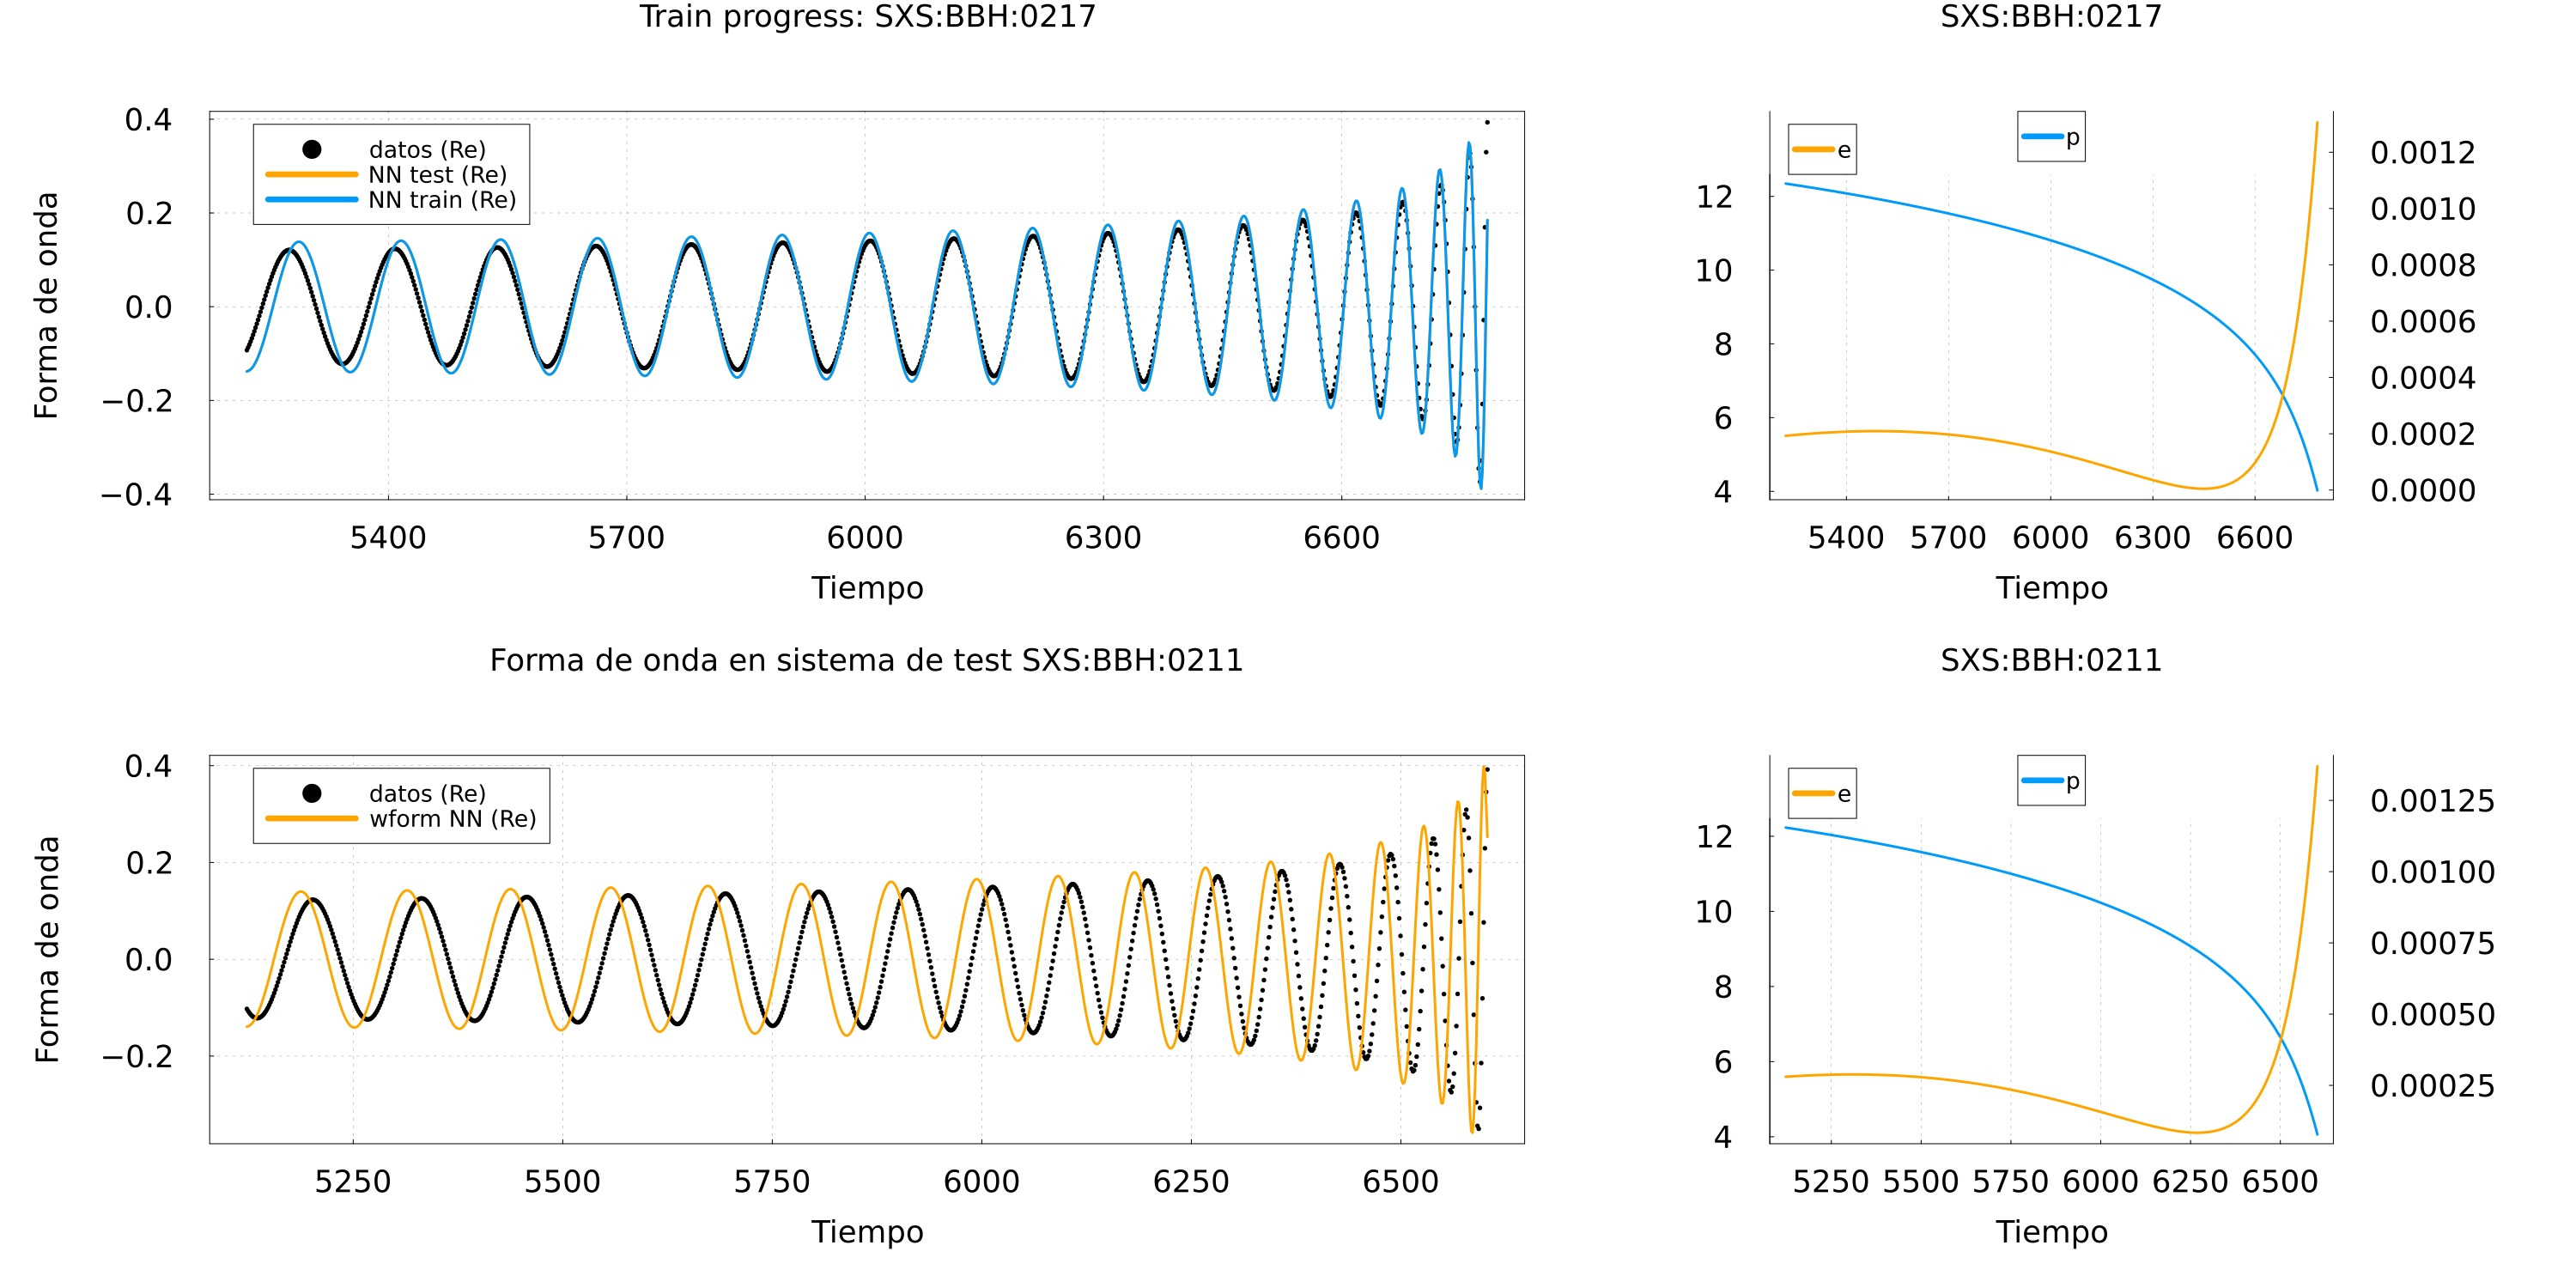 Train progress: SXS:BBH:0217
0.4
0.2
0.0
−0.2
−0.4
Forma de onda
datos (Re)
NN test (Re)
NN train (Re)
5400 5700 6000 6300 6600
Tiempo
SXS:BBH:0217
e
p
12
10
8
6
4
0.0012
0.0010
0.0008
0.0006
0.0004
0.0002
0.0000
5400 5700 6000 6300 6600
Tiempo
Forma de onda en sistema de test SXS:BBH:0211
0.4
0.2
0.0
−0.2
Forma de onda
datos (Re)
wform NN (Re)
5250 5500 5750 6000 6250 6500
Tiempo
SXS:BBH:0211
e
p
12
10
8
6
4
0.00125
0.00100
0.00075
0.00050
0.00025
5250 5500 5750 6000 6250 6500
Tiempo